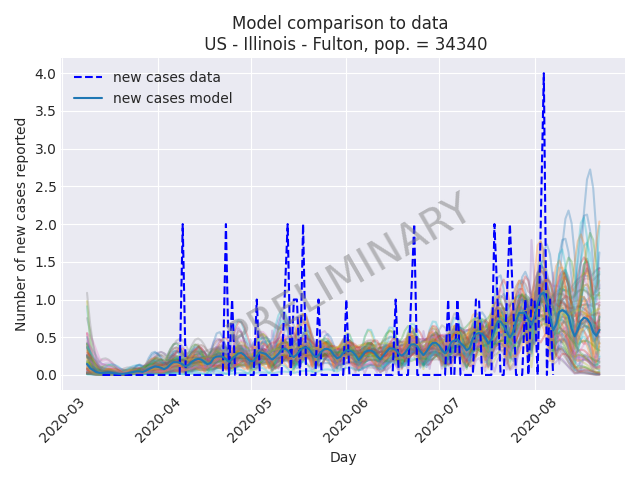 Model comparison to data
US - Illinois - Fulton, pop. = 34340
new cases data
new cases model
PRELIMINARY
Number of new cases reported
4.0
3.5
3.0
2.5
2.0
1.5
1.0
0.5
0.0
2020-03
2020-04
2020-05
2020-06
2020-07
2020-08
Day